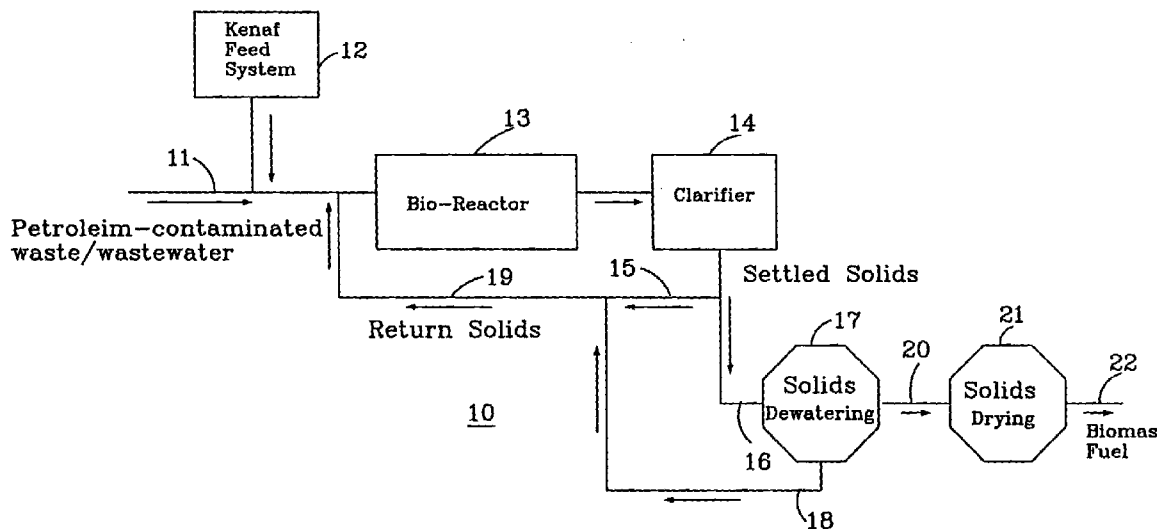 Kenaf
Feed
System
12
13
14
11
Bio-Reactor
Clarifier
Petroleim-contaminated
waste/wastewater
Settled Solids
15
19
Return Solids
17
21
20
22
Solids
Dewatering
Solids
Drying
Biomas
Fuel
10
16
18